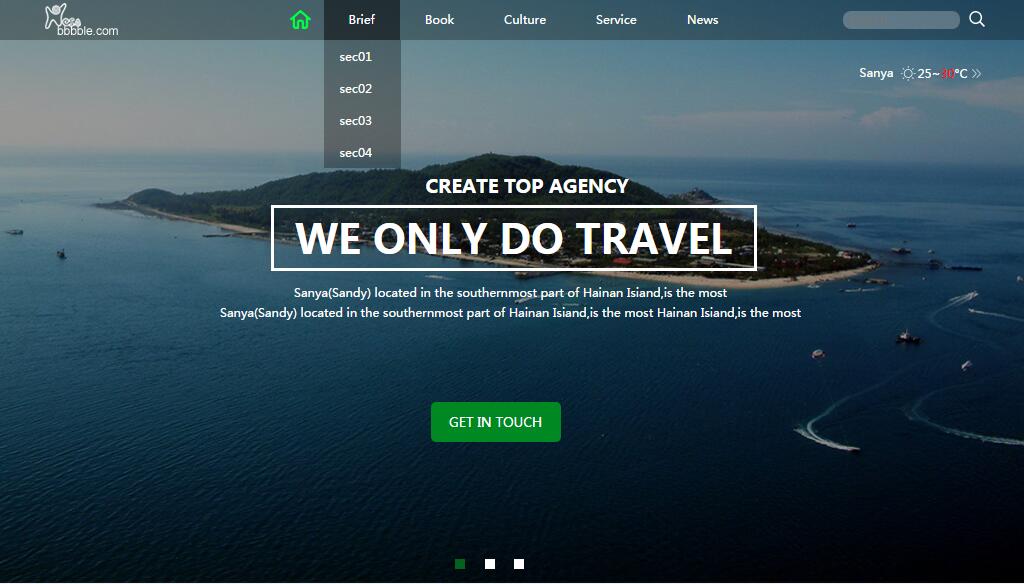 bbbble.com
Brief
Book
Culture
Service
News
sec01
sec02
sec03
sec04
Sanya
25~30°C
CREATE TOP AGENCY
WE ONLY DO TRAVEL
Sanya(Sandy) located in the southernmost part of Hainan Isiand,is the most
Sanya(Sandy) located in the southernmost part of Hainan Isiand,is the most Hainan Isiand,is the most
GET IN TOUCH